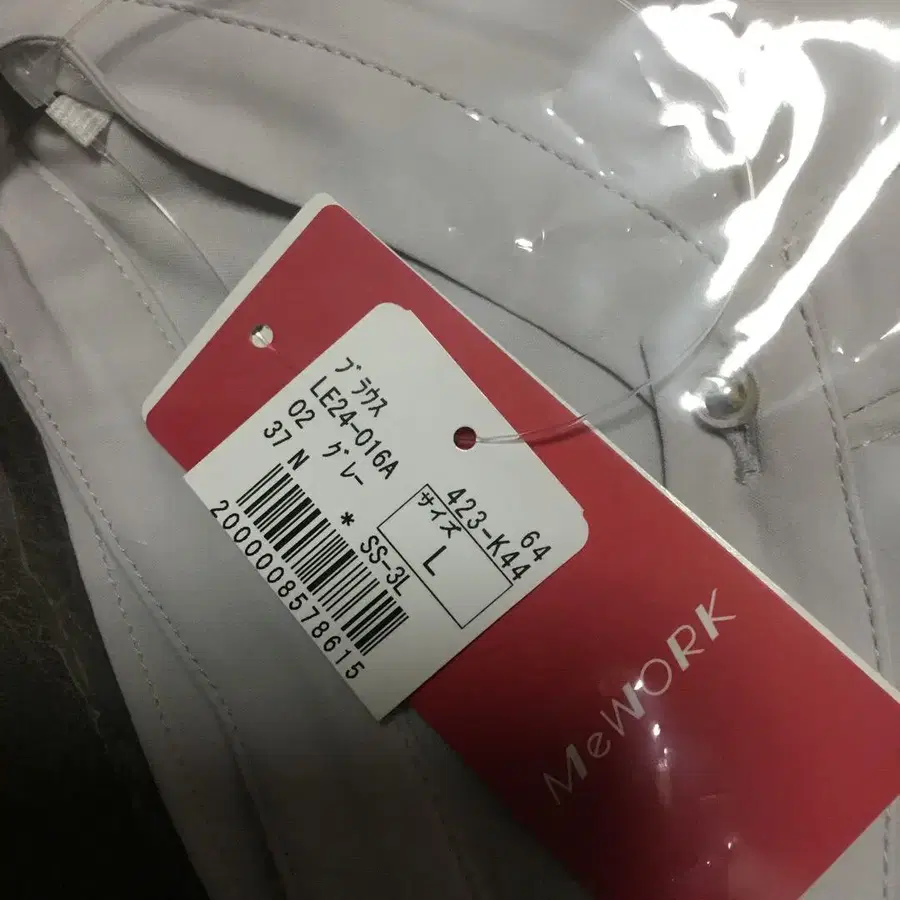 ブラウス
LE24-016A
02 グレー
37 N
64
423-K44
サイズ
L
* SS-3L
2000008578615
MeWORK